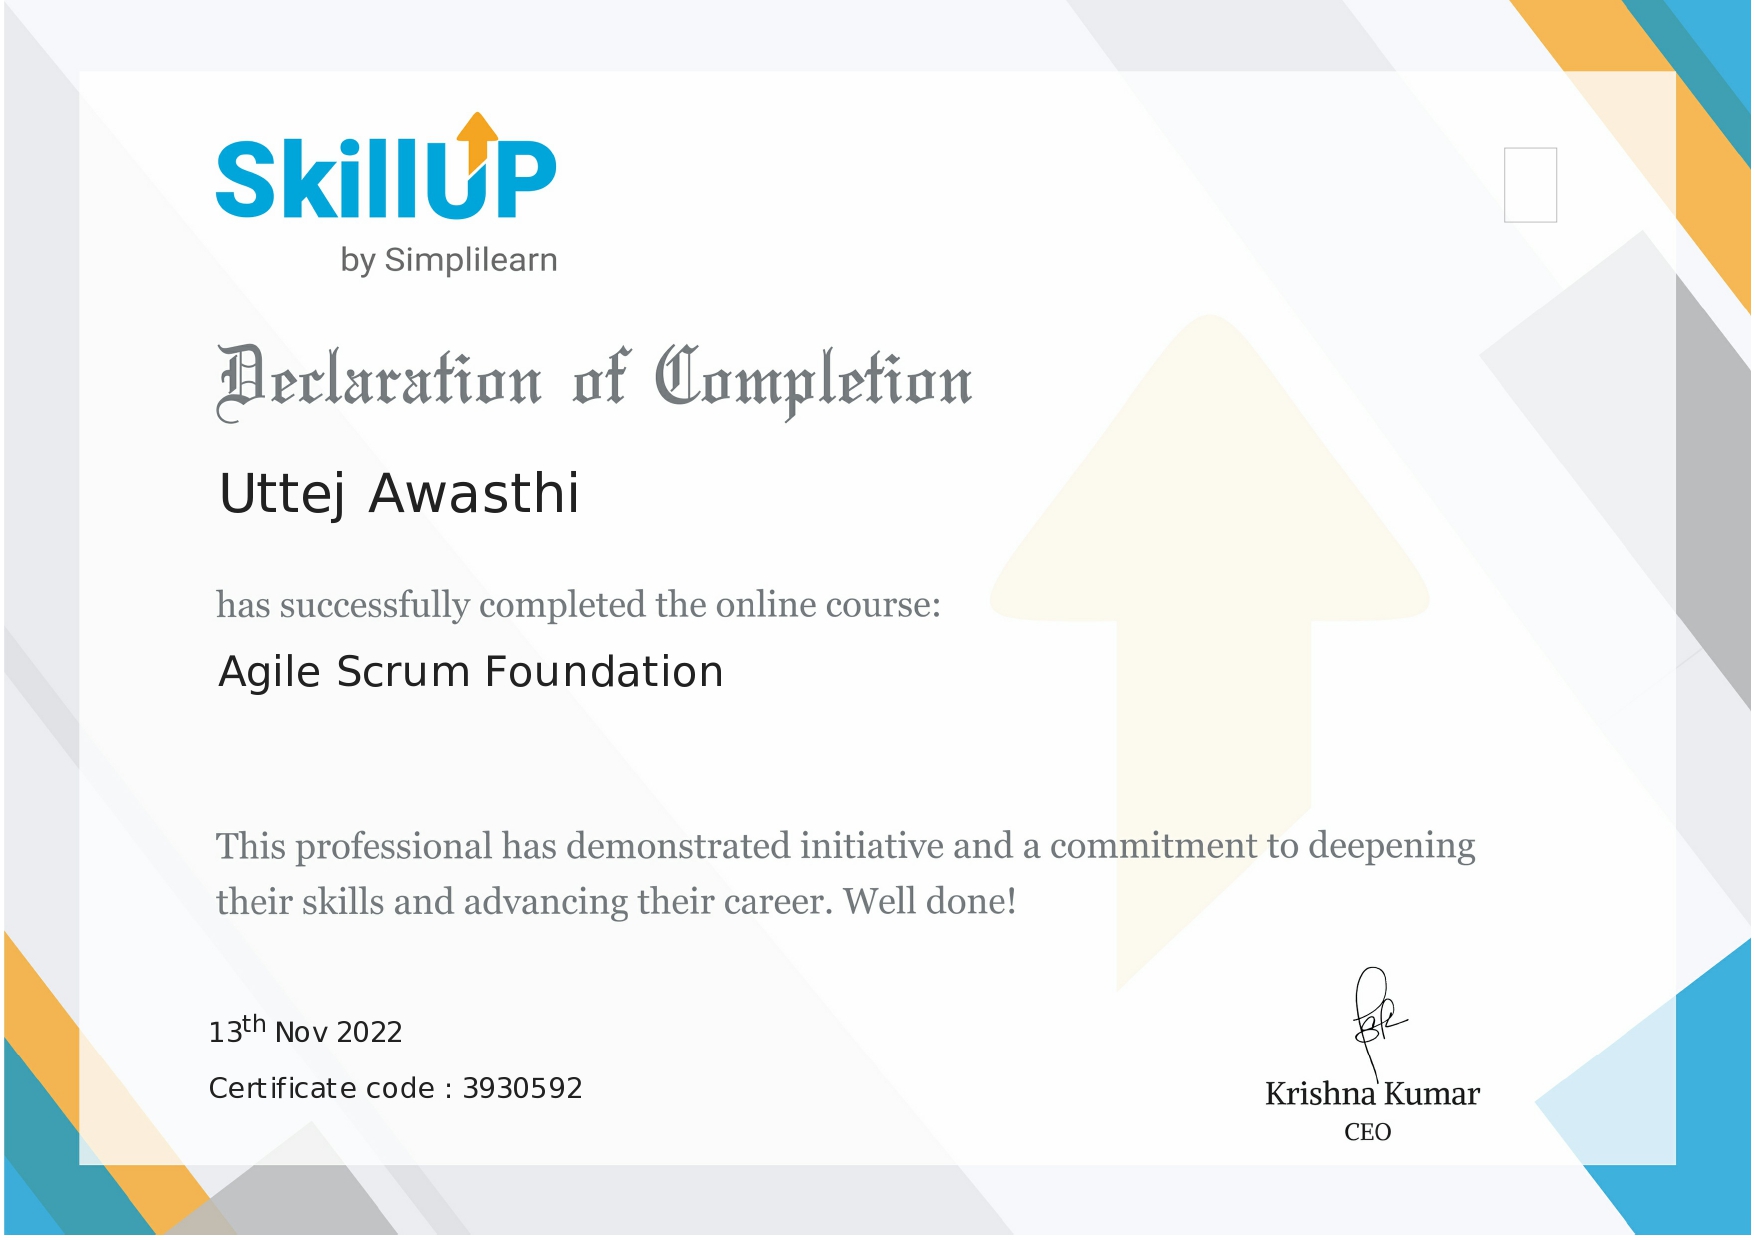 SkillUP
by Simplilearn
Declaration of Completion
Uttej Awasthi
has successfully completed the online course:
Agile Scrum Foundation
This professional has demonstrated initiative and a commitment to deepening
their skills and advancing their career. Well done!
13th Nov 2022
Certificate code : 3930592
Krishna Kumar
CEO